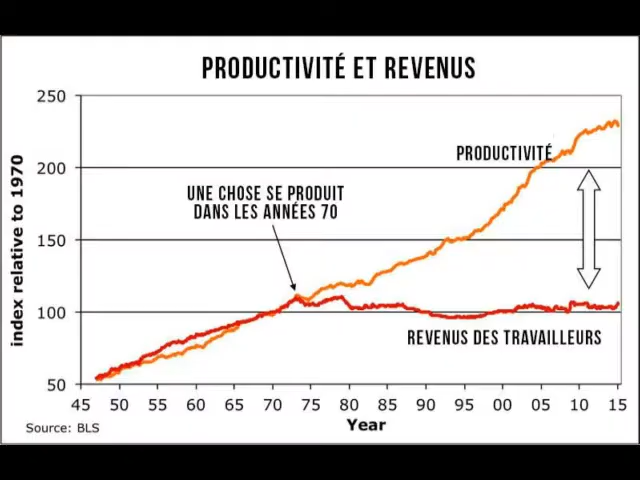 PRODUCTIVITÉ ET REVENUS
250
200
150
100
50
index relative to 1970
PRODUCTIVITÉ
UNE CHOSE SE PRODUIT
DANS LES ANNÉES 70
REVENUS DES TRAVAILLEURS
45 50 55 60 65 70 75 80 85 90 95 00 05 10 15
Year
Source: BLS